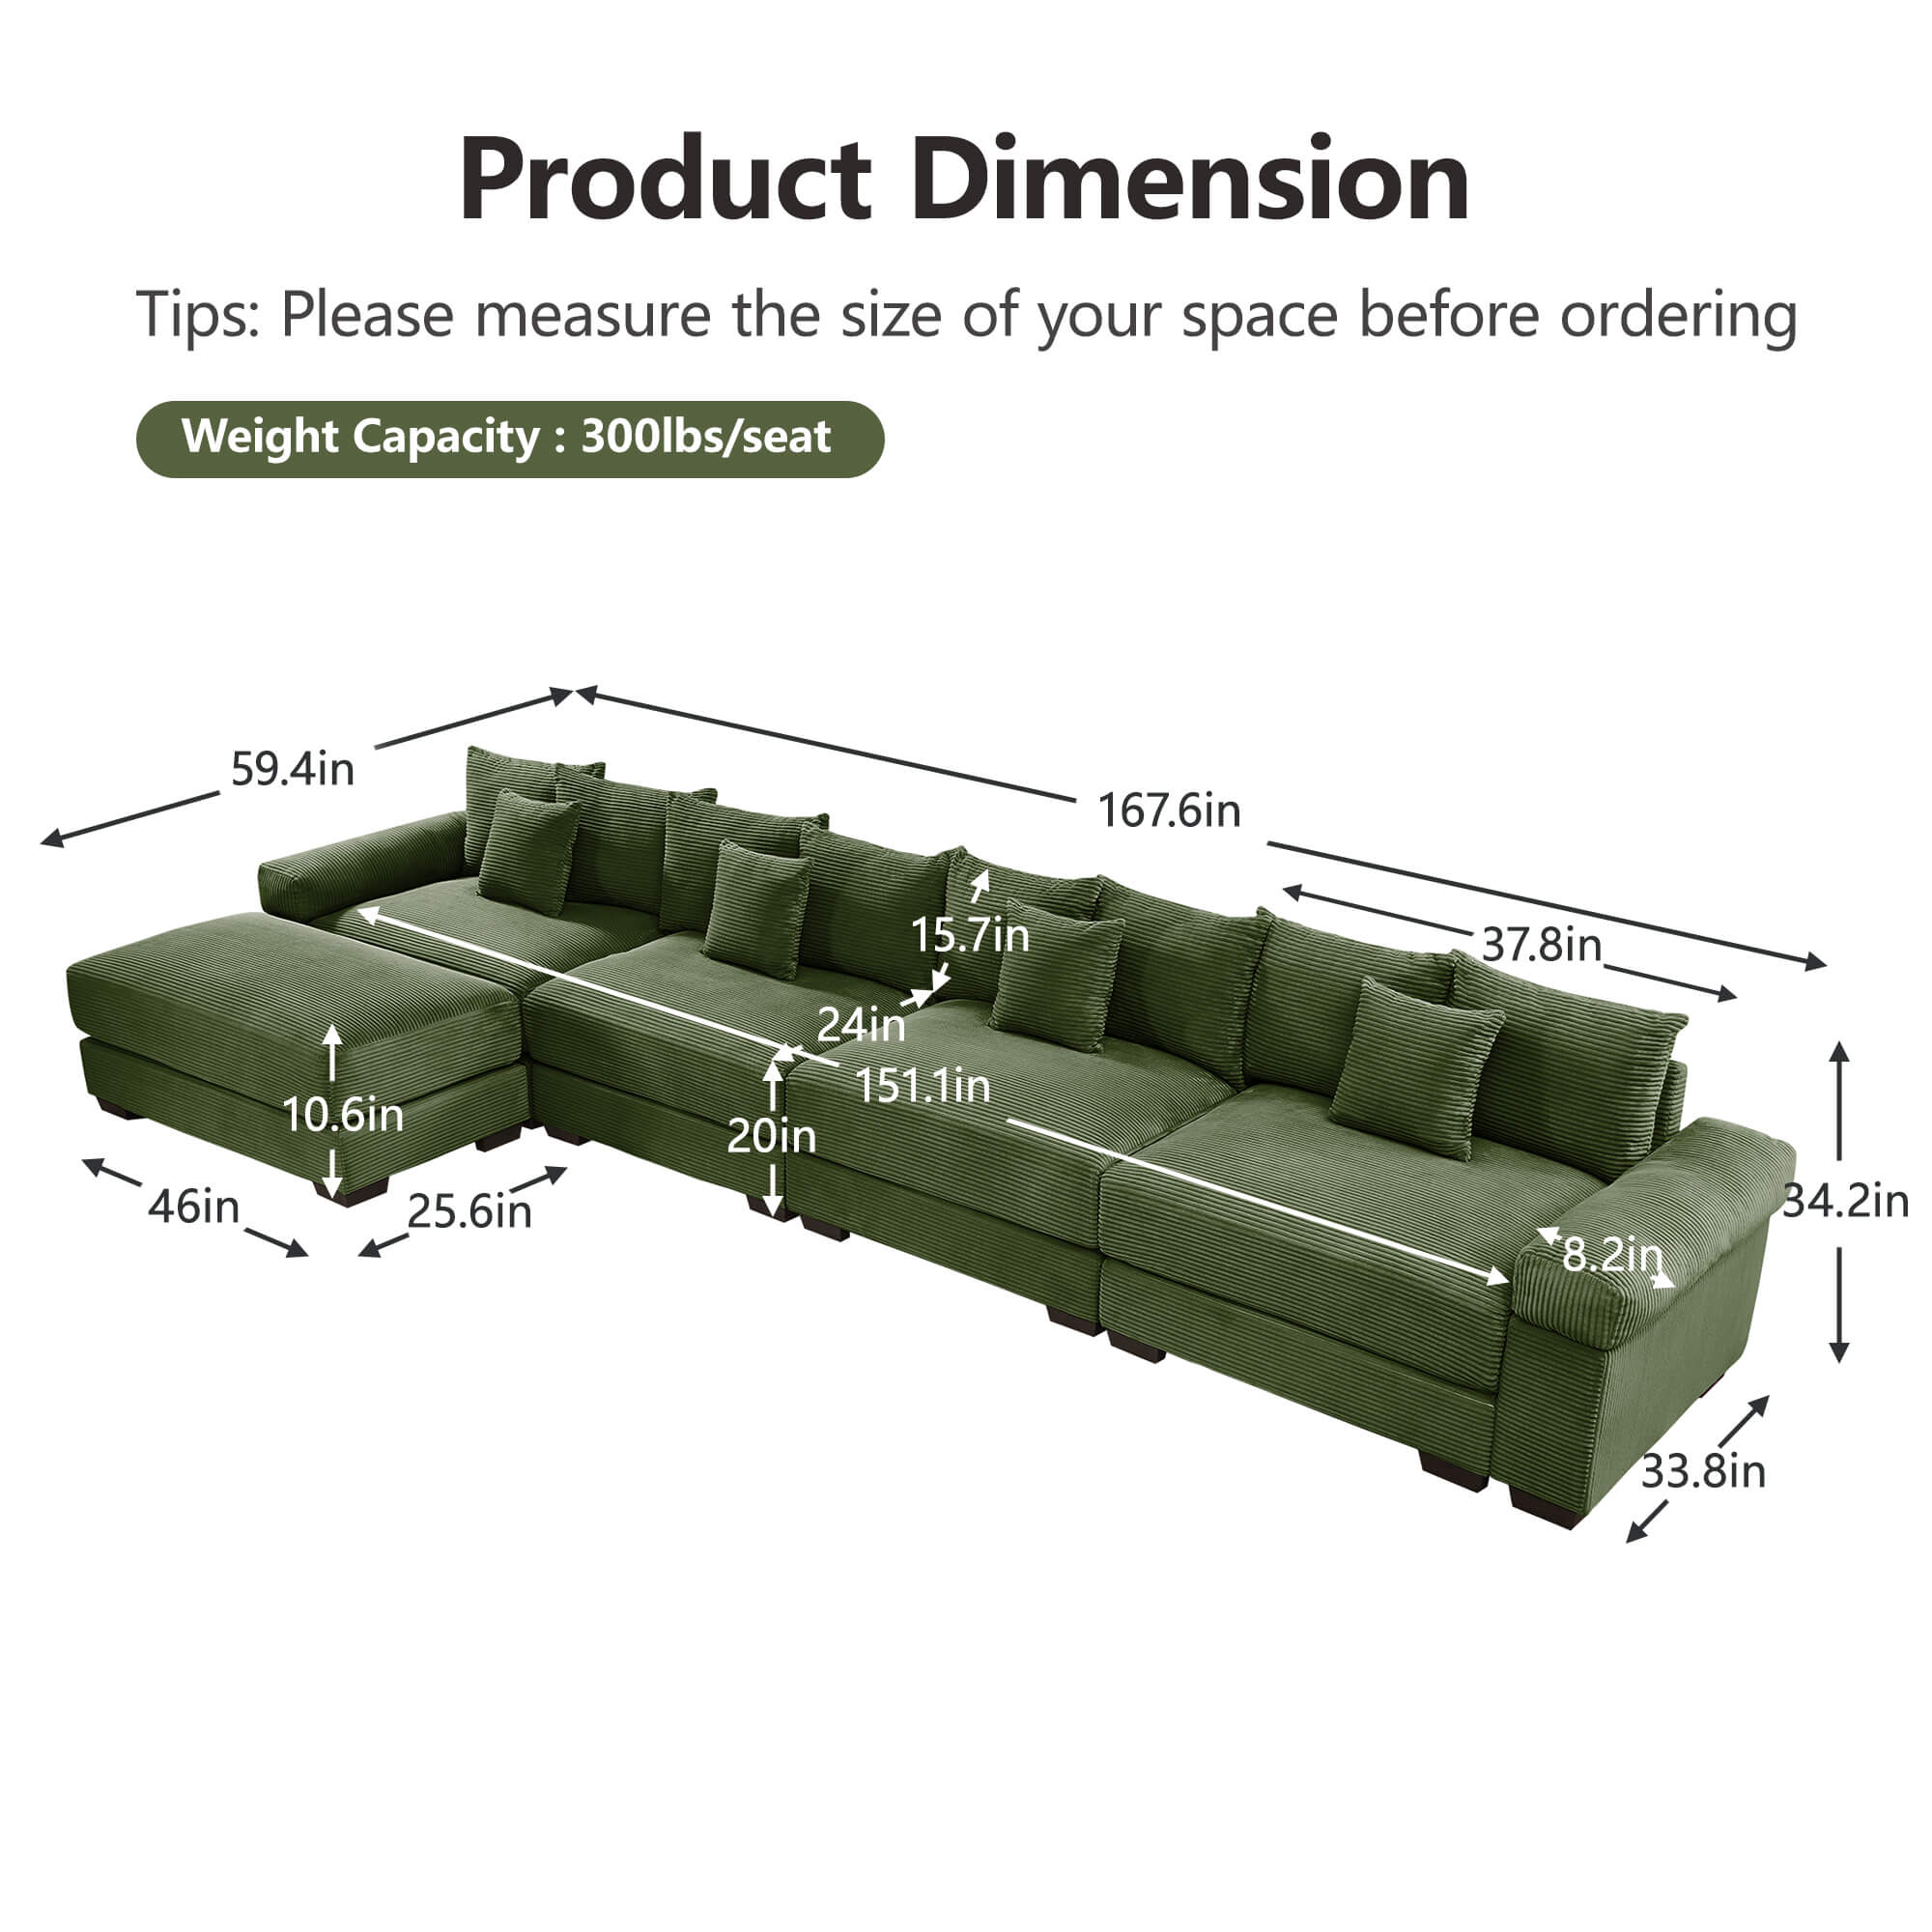 Product Dimension
Tips: Please measure the size of your space before ordering
Weight Capacity : 300lbs/seat
59.4in
167.6in
15.7in
37.8in
24in
151.1in
10.6in
20in
46in
25.6in
34.2in
8.2in
33.8in